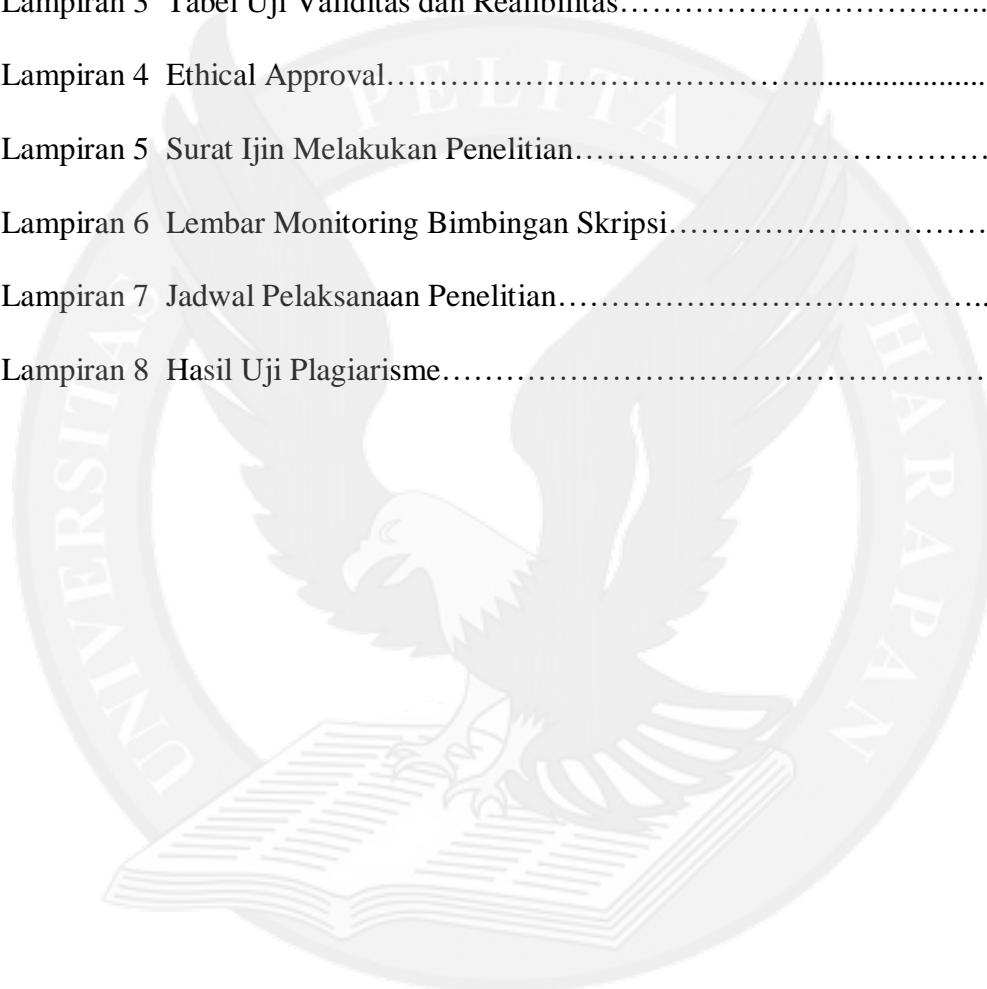 Lampiran 3 Tabel Uji Validitas dan Realibilitas…………………………………..
Lampiran 4 Ethical Approval…………………………………….......................
Lampiran 5 Surat Ijin Melakukan Penelitian…………………………………
Lampiran 6 Lembar Monitoring Bimbingan Skripsi…………………………
Lampiran 7 Jadwal Pelaksanaan Penelitian…………………………………..
Lampiran 8 Hasil Uji Plagiarisme……………………………………………
UNIVERSITAS PELITA HARAPAN